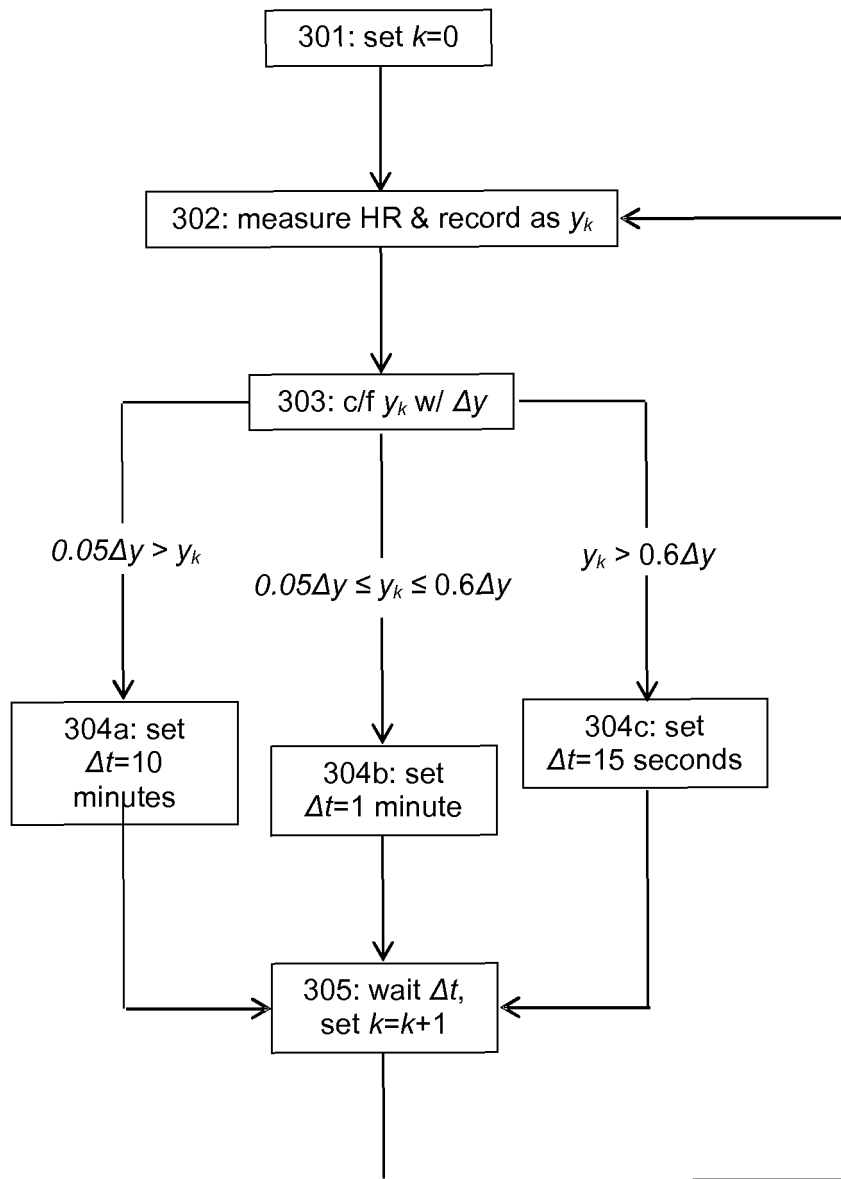 301: set k=0
302: measure HR & record as yₖ
303: c/f yₖ w/ Δy
0.05Δy > yₖ
0.05Δy ≤ yₖ ≤ 0.6Δy
yₖ > 0.6Δy
304a: set
Δt=10
minutes
304b: set
Δt=1 minute
304c: set
Δt=15 seconds
305: wait Δt,
set k=k+1